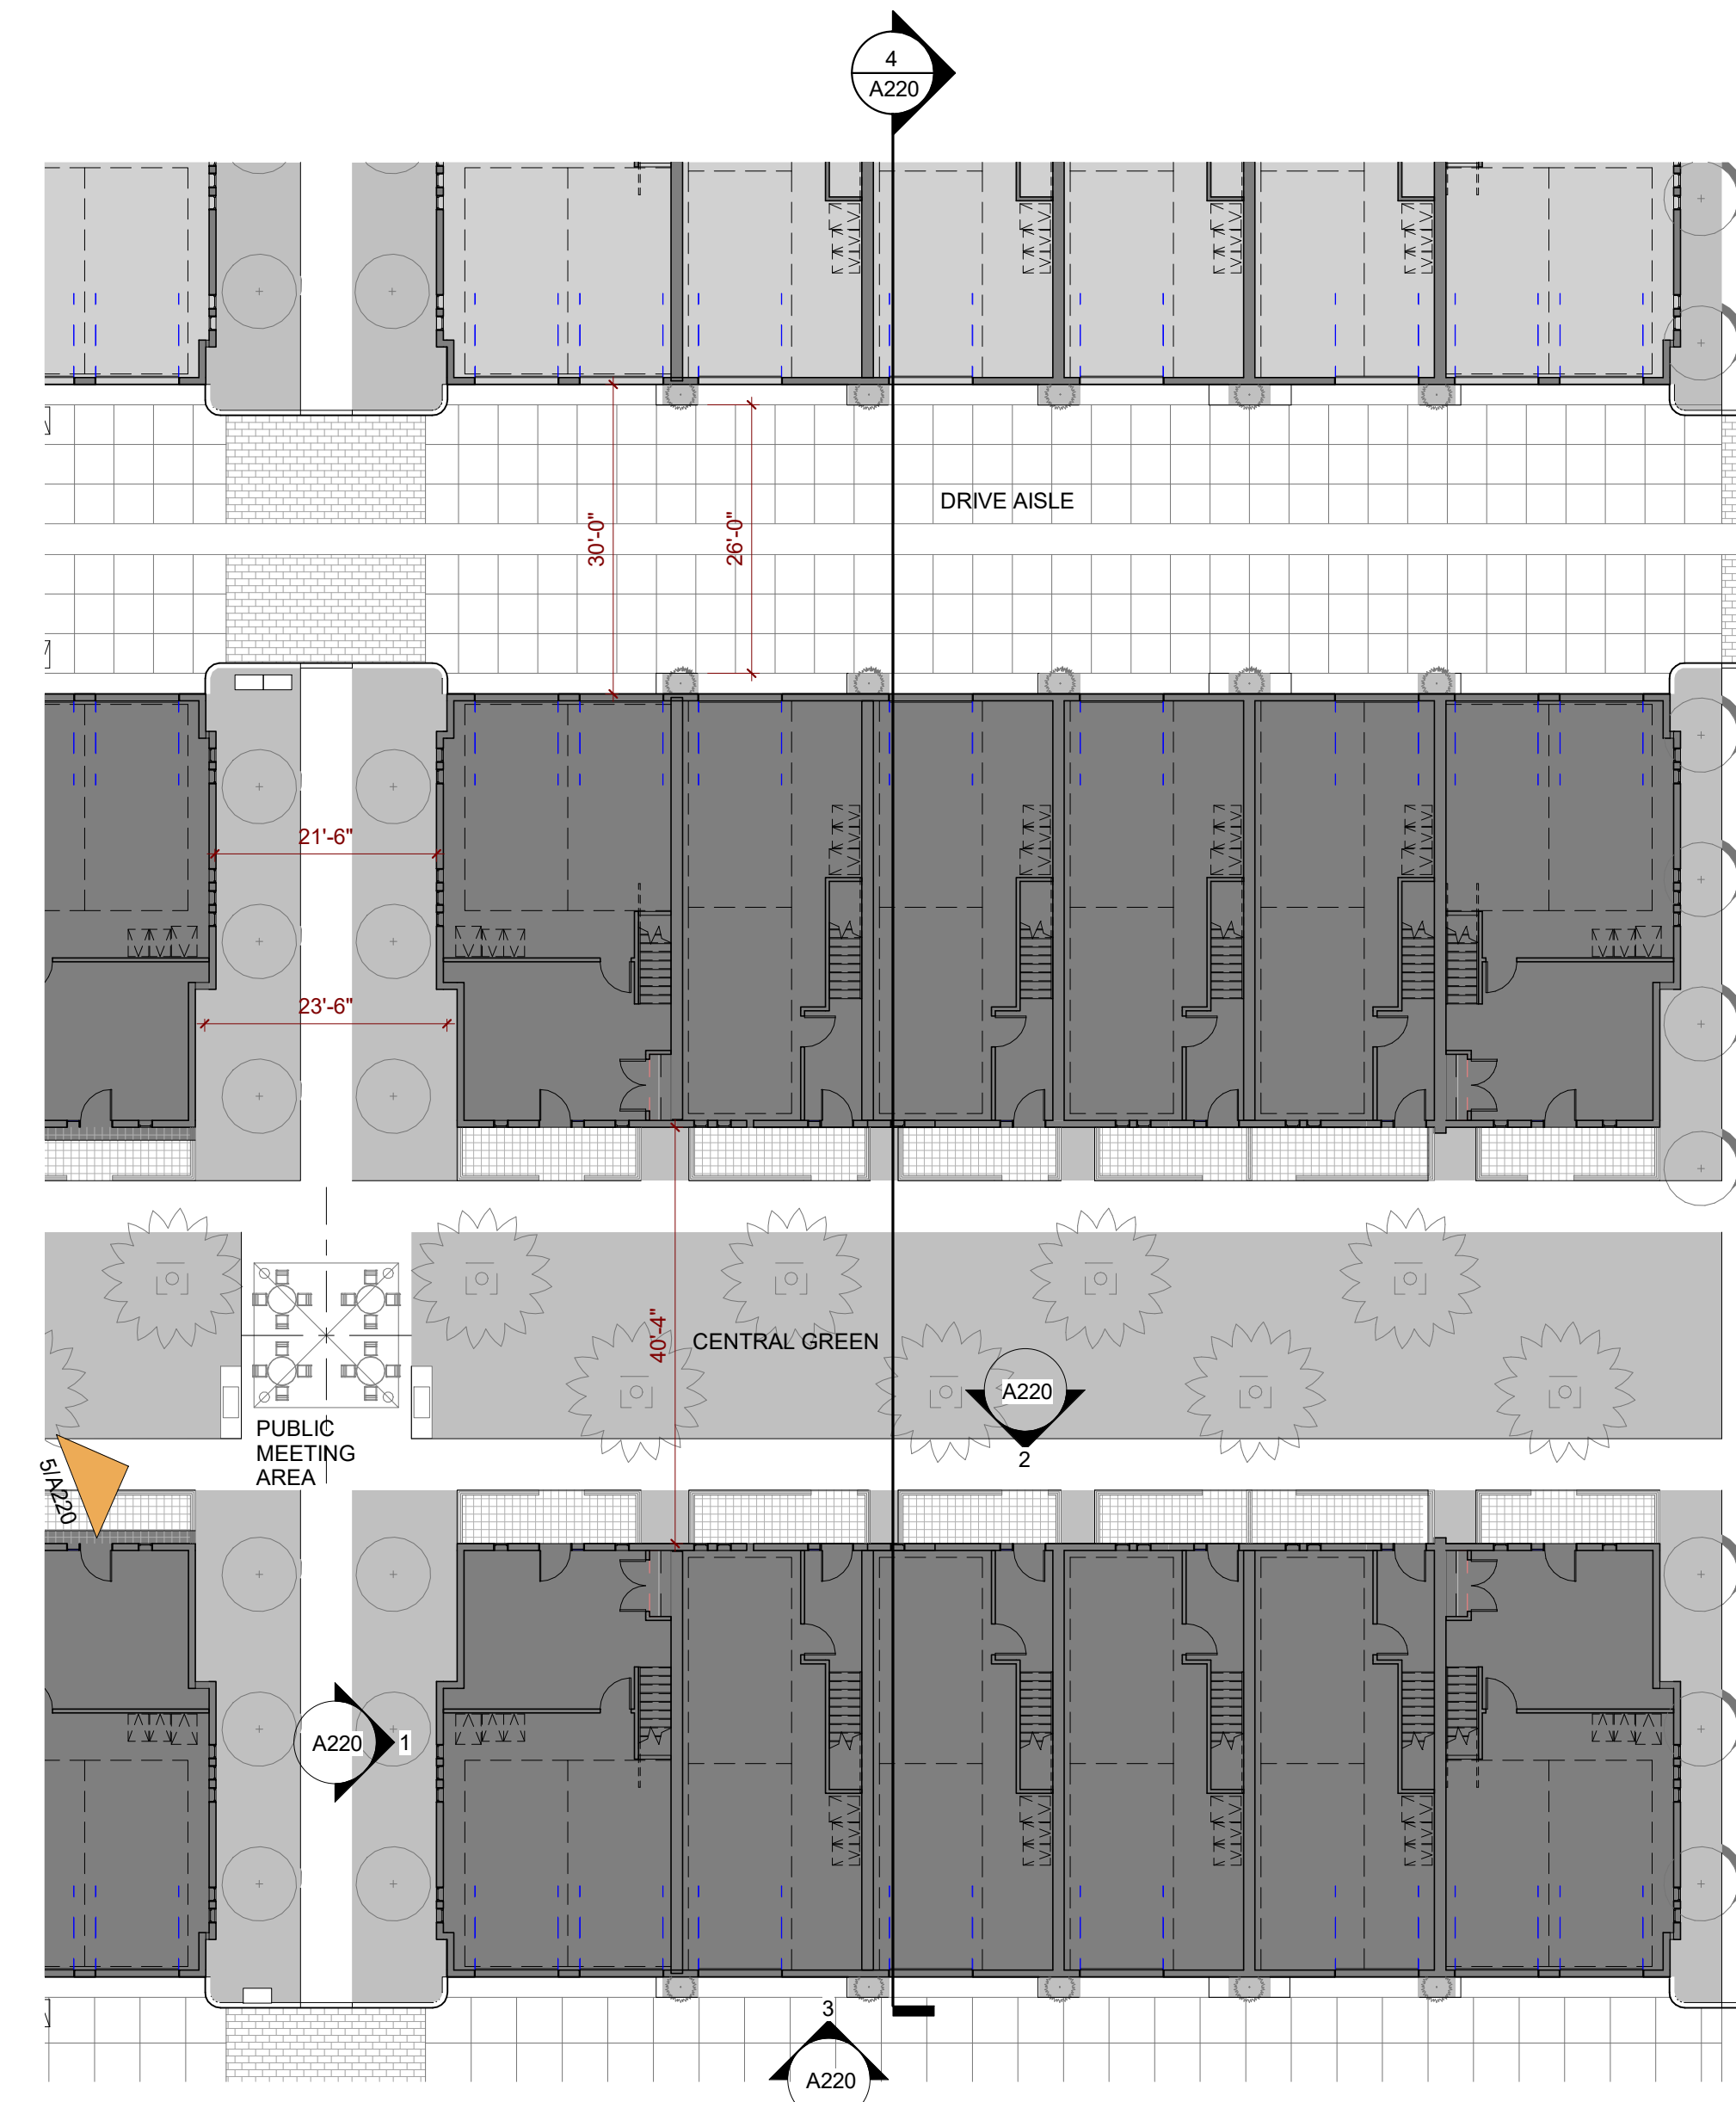 4
A220
DRIVE AISLE
30'-0"
26'-0"
21'-6"
23'-6"
40'-4"
CENTRAL GREEN
A220
2
PUBLIC
MEETING
AREA
5/A220
A220
1
3
A220